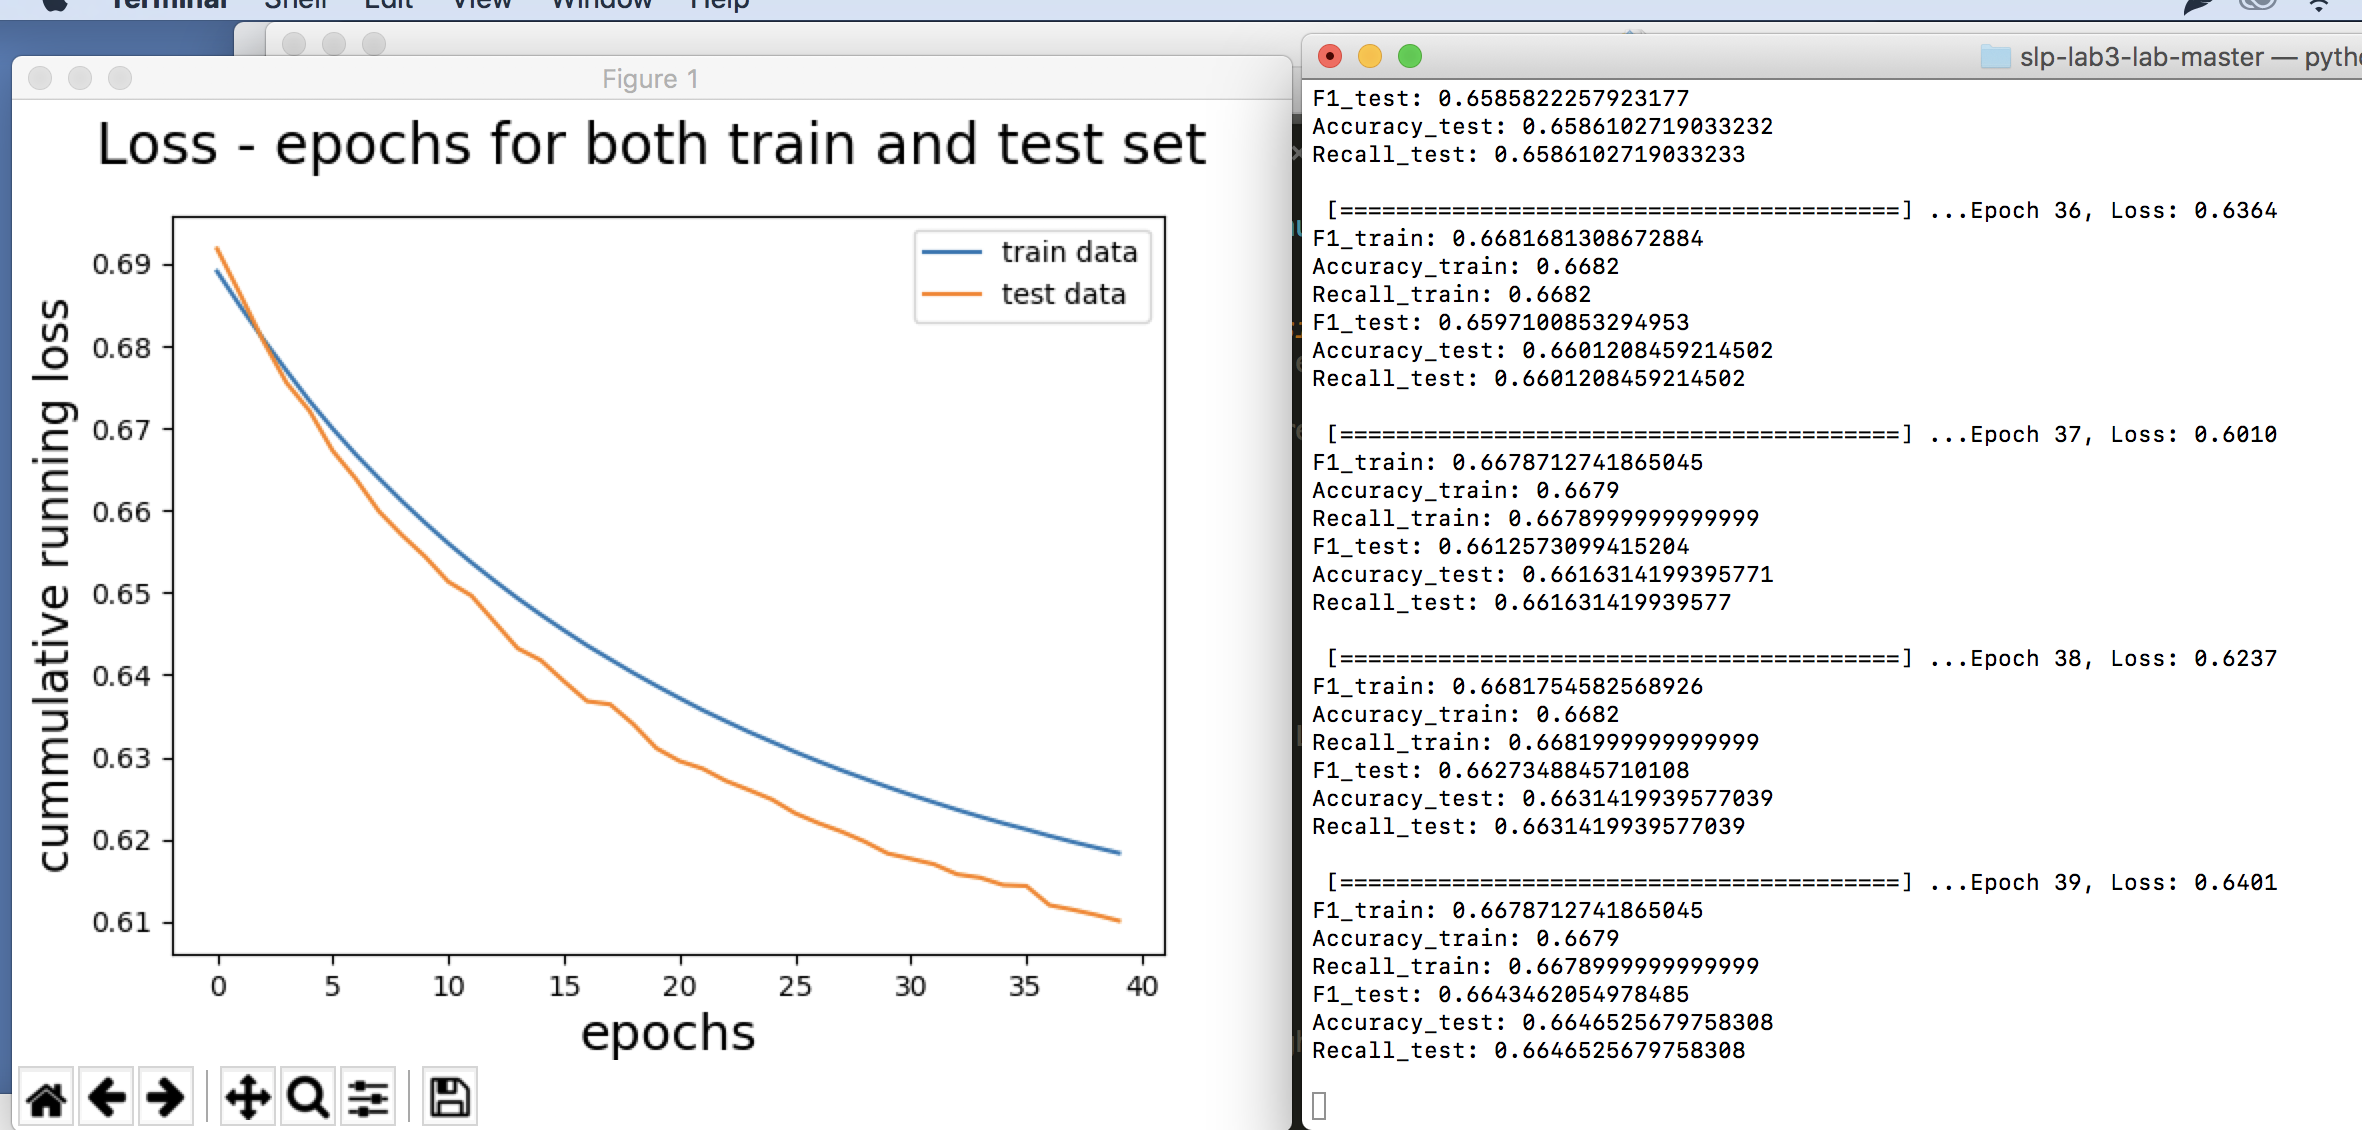 Terminal Shell Edit View Window Help
Figure 1
Loss - epochs for both train and test set
train data
test data
cummulative running loss
0.69
0.68
0.67
0.66
0.65
0.64
0.63
0.62
0.61
0 5 10 15 20 25 30 35 40
epochs
slp-lab3-lab-master — pytho
F1_test: 0.6585822257923177
Accuracy_test: 0.6586102719033232
Recall_test: 0.6586102719033233
[========================================] ...Epoch 36, Loss: 0.6364
F1_train: 0.6681681308672884
Accuracy_train: 0.6682
Recall_train: 0.6682
F1_test: 0.6597100853294953
Accuracy_test: 0.6601208459214502
Recall_test: 0.6601208459214502
[========================================] ...Epoch 37, Loss: 0.6010
F1_train: 0.6678712741865045
Accuracy_train: 0.6679
Recall_train: 0.6678999999999999
F1_test: 0.6612573099415204
Accuracy_test: 0.6616314199395771
Recall_test: 0.661631419939577
[========================================] ...Epoch 38, Loss: 0.6237
F1_train: 0.6681754582568926
Accuracy_train: 0.6682
Recall_train: 0.6681999999999999
F1_test: 0.6627348845710108
Accuracy_test: 0.6631419939577039
Recall_test: 0.6631419939577039
[========================================] ...Epoch 39, Loss: 0.6401
F1_train: 0.6678712741865045
Accuracy_train: 0.6679
Recall_train: 0.6678999999999999
F1_test: 0.6643462054978485
Accuracy_test: 0.6646525679758308
Recall_test: 0.6646525679758308